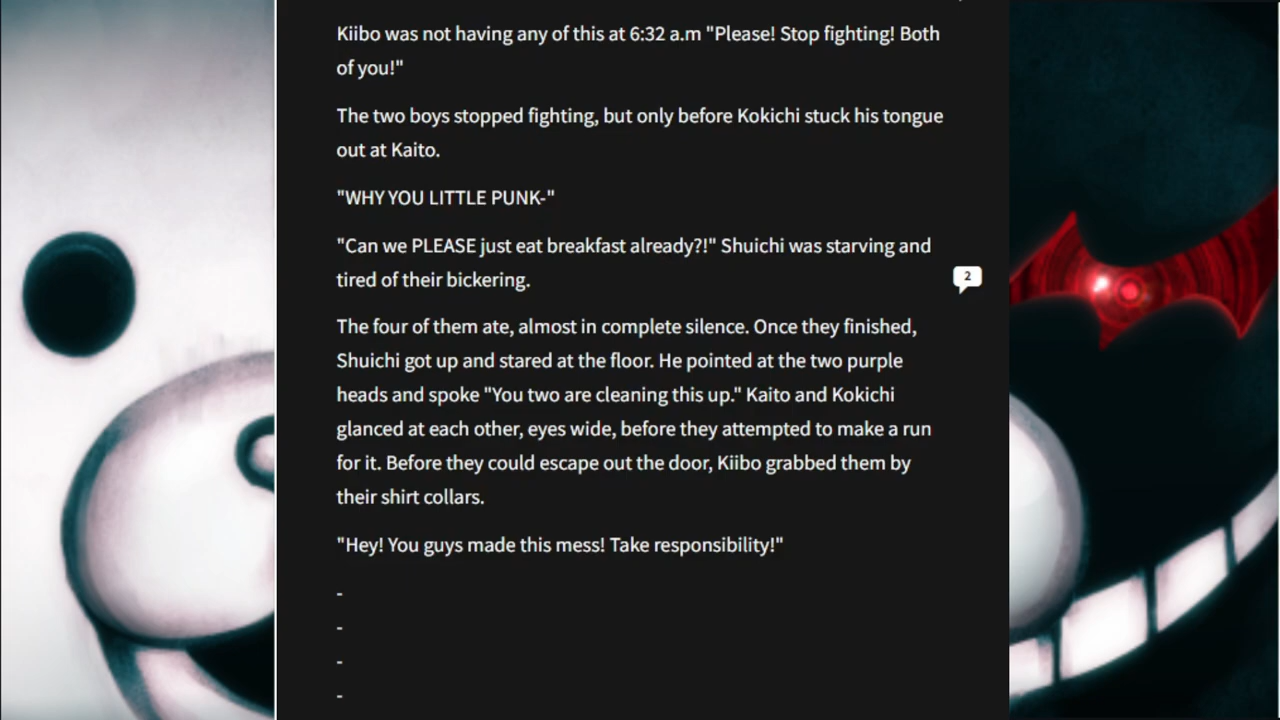 Kiibo was not having any of this at 6:32 a.m "Please! Stop fighting! Both
of you!"
The two boys stopped fighting, but only before Kokichi stuck his tongue
out at Kaito.
"WHY YOU LITTLE PUNK-"
"Can we PLEASE just eat breakfast already?!" Shuichi was starving and
tired of their bickering.
2
The four of them ate, almost in complete silence. Once they finished,
Shuichi got up and stared at the floor. He pointed at the two purple
heads and spoke "You two are cleaning this up." Kaito and Kokichi
glanced at each other, eyes wide, before they attempted to make a run
for it. Before they could escape out the door, Kiibo grabbed them by
their shirt collars.
"Hey! You guys made this mess! Take responsibility!"
-
-
-
-